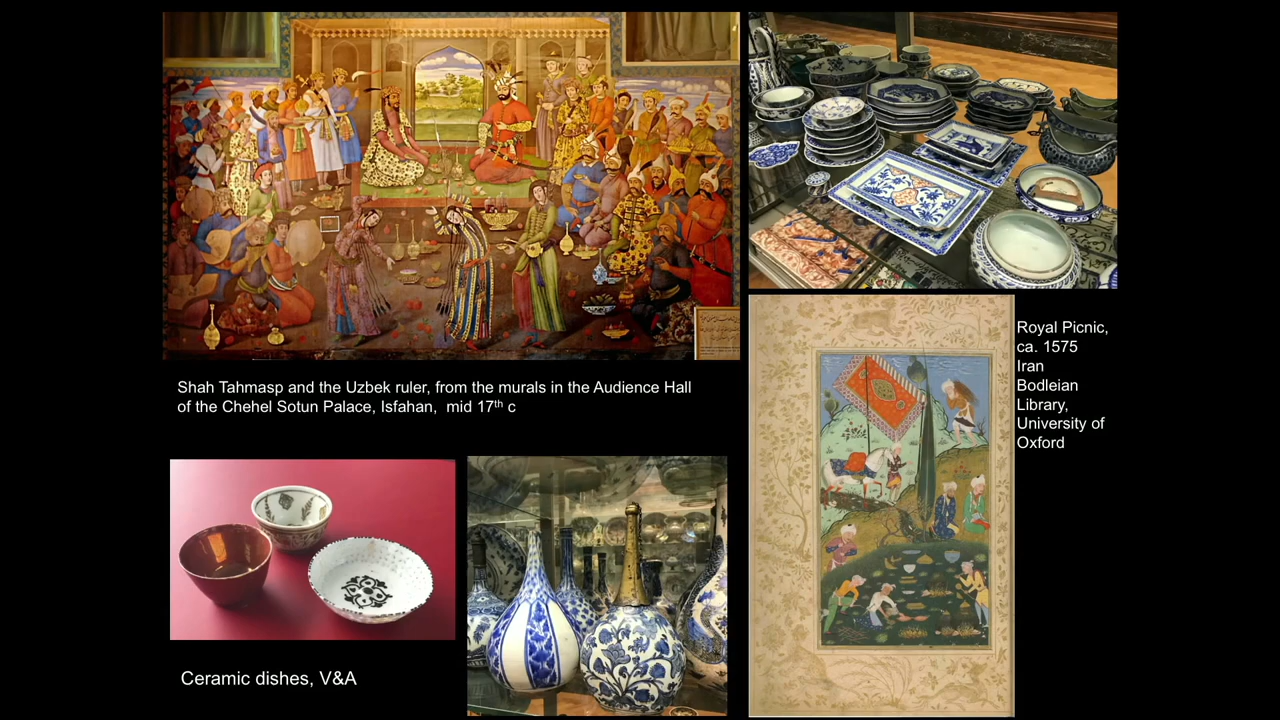 Shah Tahmasp and the Uzbek ruler, from the murals in the Audience Hall
of the Chehel Sotun Palace, Isfahan, mid 17th c
Royal Picnic,
ca. 1575
Iran
Bodleian
Library,
University of
Oxford
Ceramic dishes, V&A